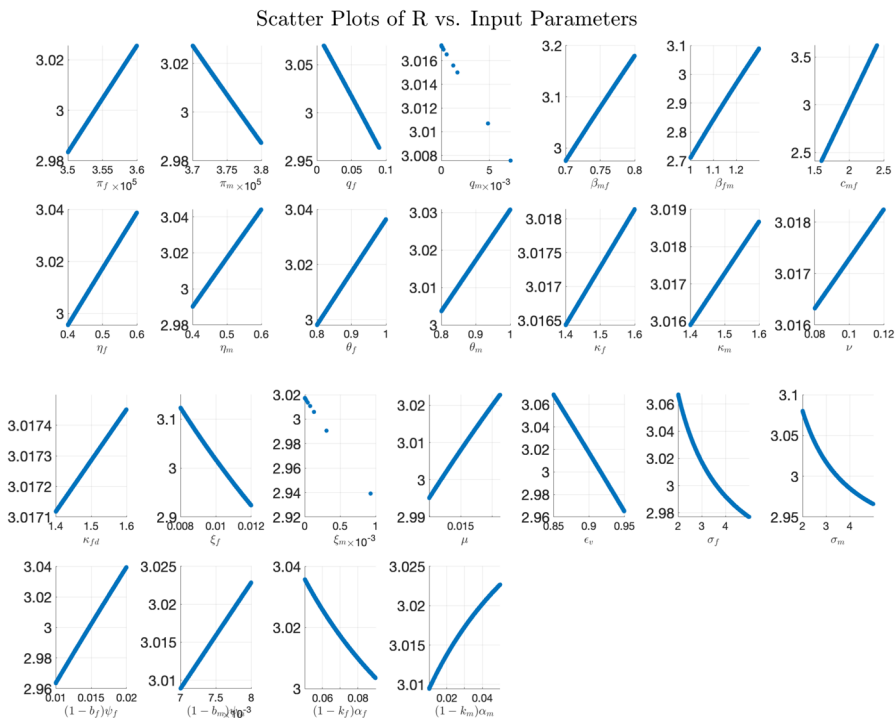 Scatter Plots of R vs. Input Parameters
3.02 3 2.98 3.5 3.55 3.6 ×10⁵ π_f
3.02 3 2.98 3.7 3.75 3.8 ×10⁵ π_m
3.05 3 2.95 0 0.05 0.1 q_f
3.016 3.014 3.012 3.01 3.008 0 5 ×10⁻³ q_m
3.2 3.1 3 0.7 0.75 0.8 β_mf
3.1 3 2.9 2.8 2.7 1 1.1 1.2 β_fm
3.5 3 2.5 1.5 2 2.5 c_mf
3.04 3.02 3 0.4 0.5 0.6 η_f
3.04 3.02 3 2.98 0.4 0.5 0.6 η_m
3.04 3.02 3 0.8 0.9 1 θ_f
3.03 3.02 3.01 3 0.8 0.9 1 θ_m
3.018 3.0175 3.017 3.0165 1.4 1.5 1.6 κ_f
3.019 3.018 3.017 3.016 1.4 1.5 1.6 κ_m
3.018 3.017 3.016 0.08 0.1 0.12 ν
3.0174 3.0173 3.0172 3.0171 1.4 1.5 1.6 κ_fd
3.1 3 2.9 0.008 0.01 0.012 ξ_f
3.02 3 2.98 2.96 2.94 2.92 0 0.5 1 ×10⁻³ ξ_m
3.02 3.01 3 2.99 0.015 μ
3.06 3.04 3.02 3 2.98 2.96 0.85 0.9 0.95 ϵ_v
3.06 3.04 3.02 3 2.98 2 3 4 σ_f
3.1 3.05 3 2.95 2 3 4 σ_m
3.04 3.02 3 2.98 2.96 0.01 0.015 0.02 (1 − b_f)ψ_f
3.025 3.02 3.015 3.01 7 7.5 8 ×10⁻³ (1 − b_m)ψ_m
3.04 3.02 3 0.06 0.08 (1 − k_f)α_f
3.025 3.02 3.015 3.01 0.02 0.04 (1 − k_m)α_m